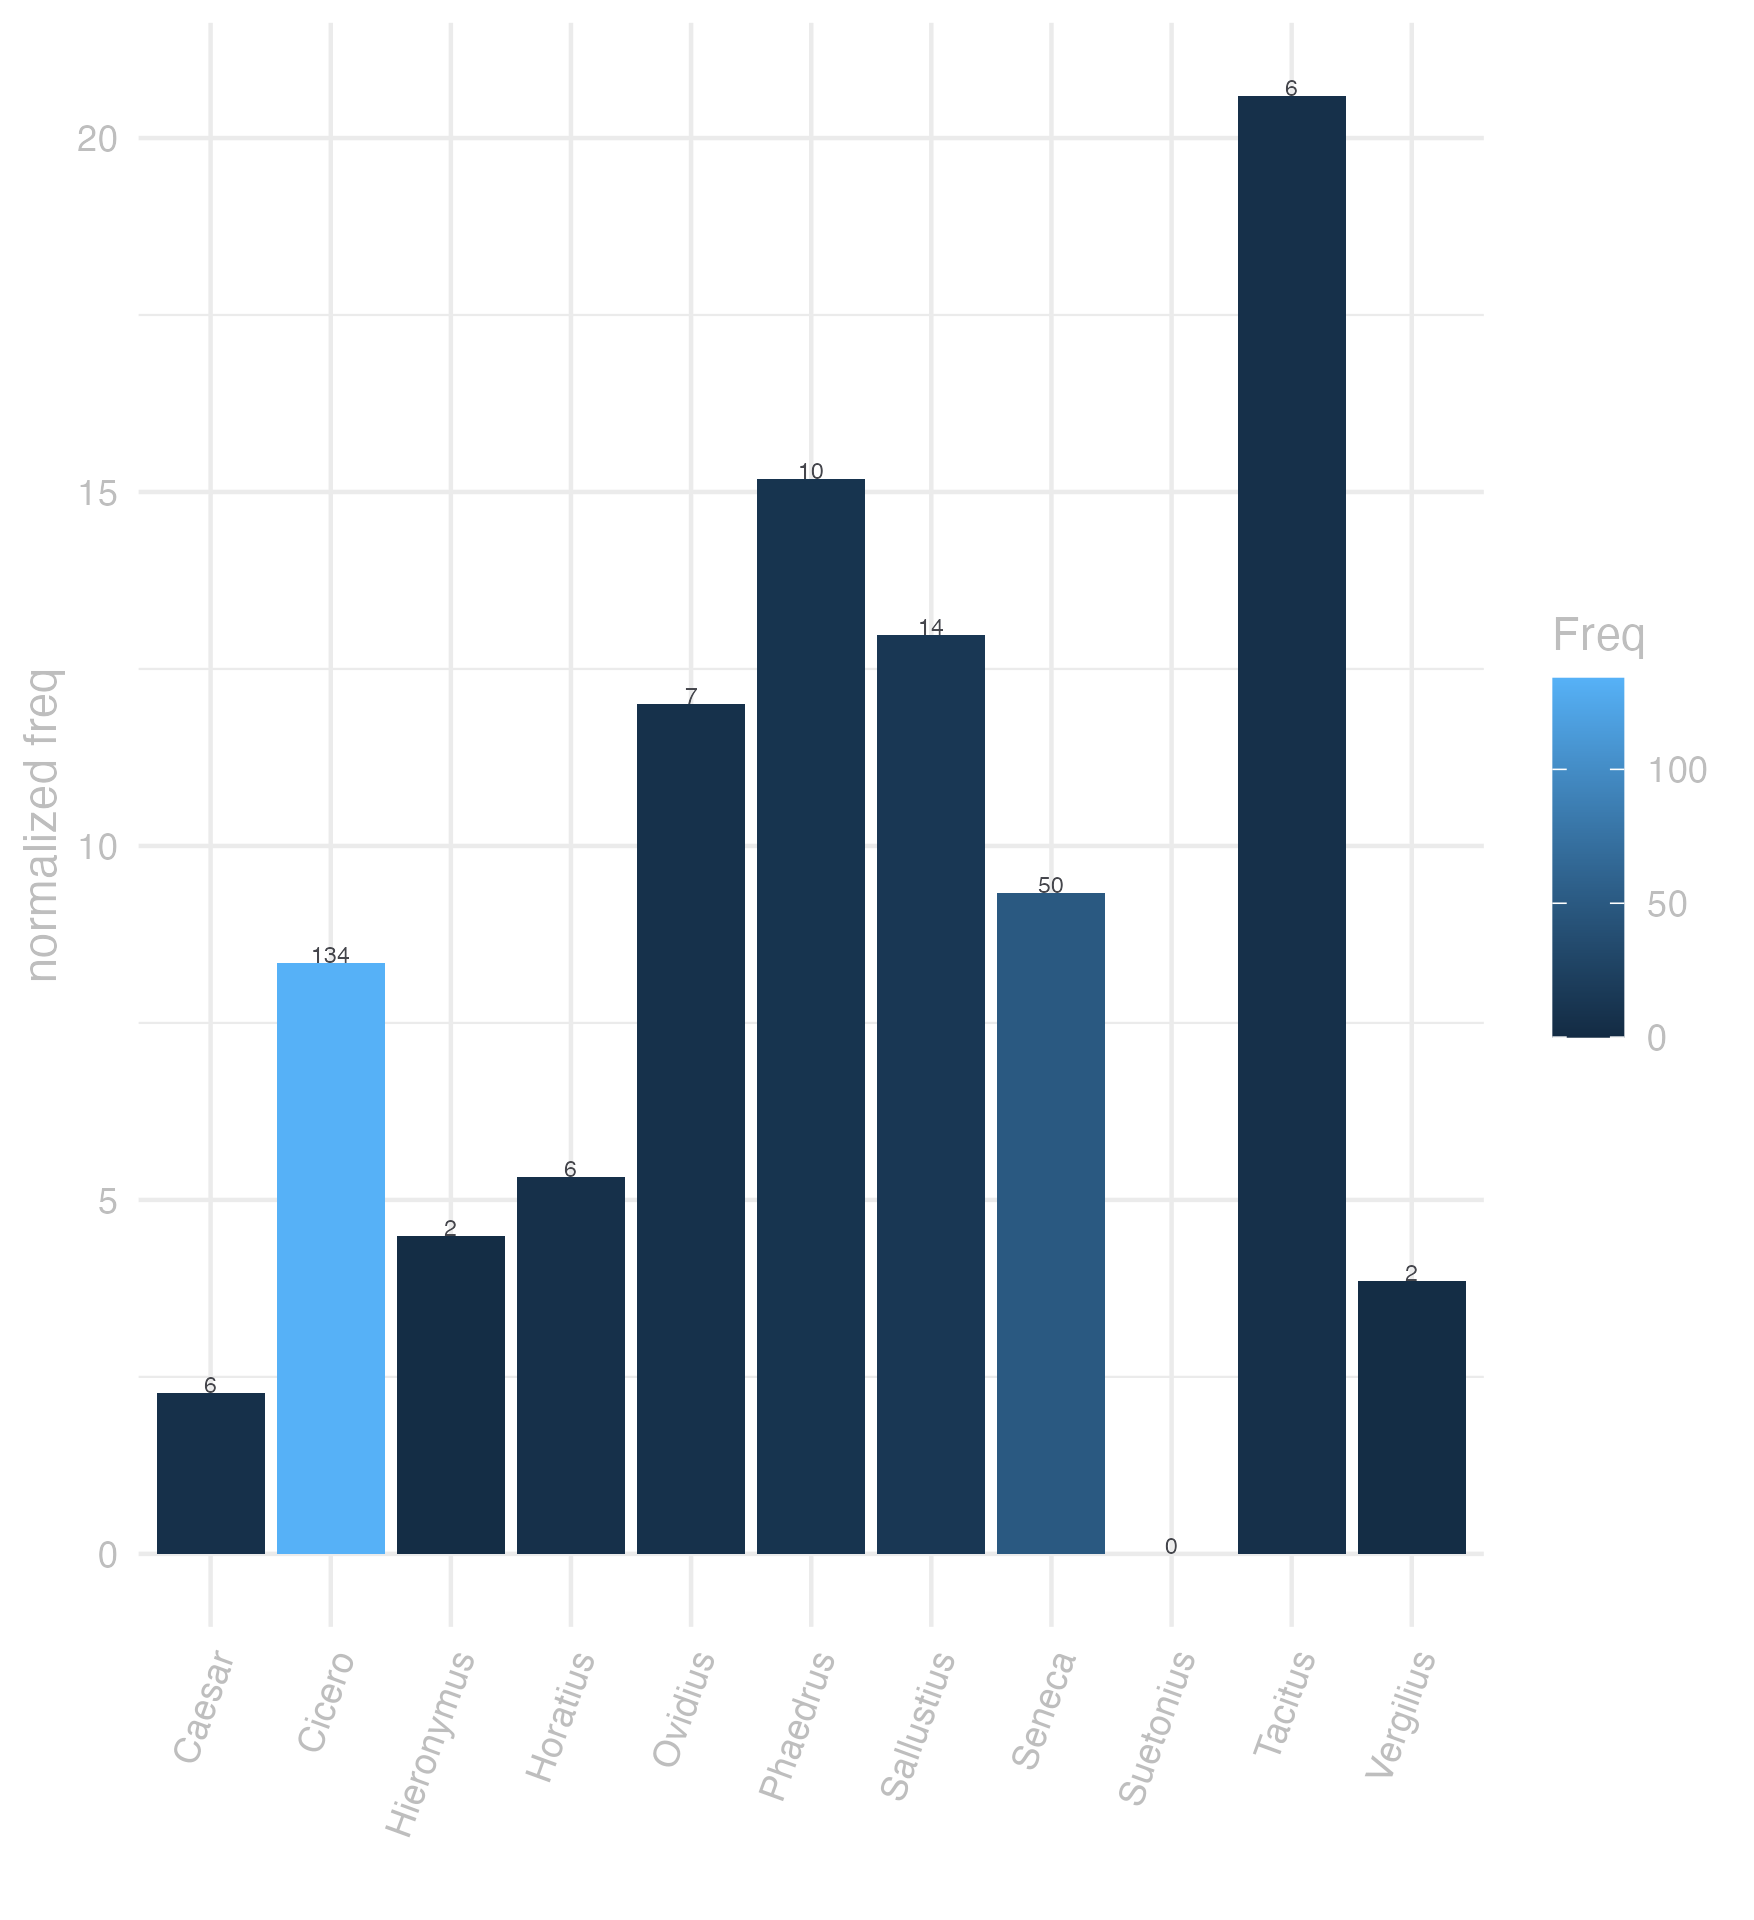 normalized freq
20
15
10
5
0
6
134
2
6
7
10
14
50
0
6
2
Caesar
Cicero
Hieronymus
Horatius
Ovidius
Phaedrus
Sallustius
Seneca
Suetonius
Tacitus
Vergilius
Freq
100
50
0